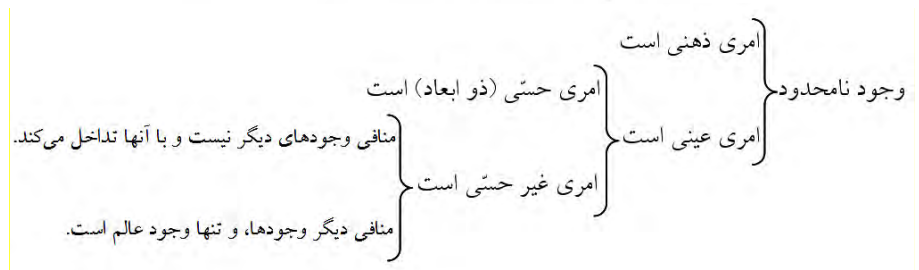 امری ذهنی است
وجود نامحدود
امری حسّی (ذو ابعاد) است
امری عینی است
منافی وجودهای دیگر نیست و با آنها تداخل می‌کند.
امری غیر حسّی است
منافی دیگر وجودها، و تنها وجود عالم است.